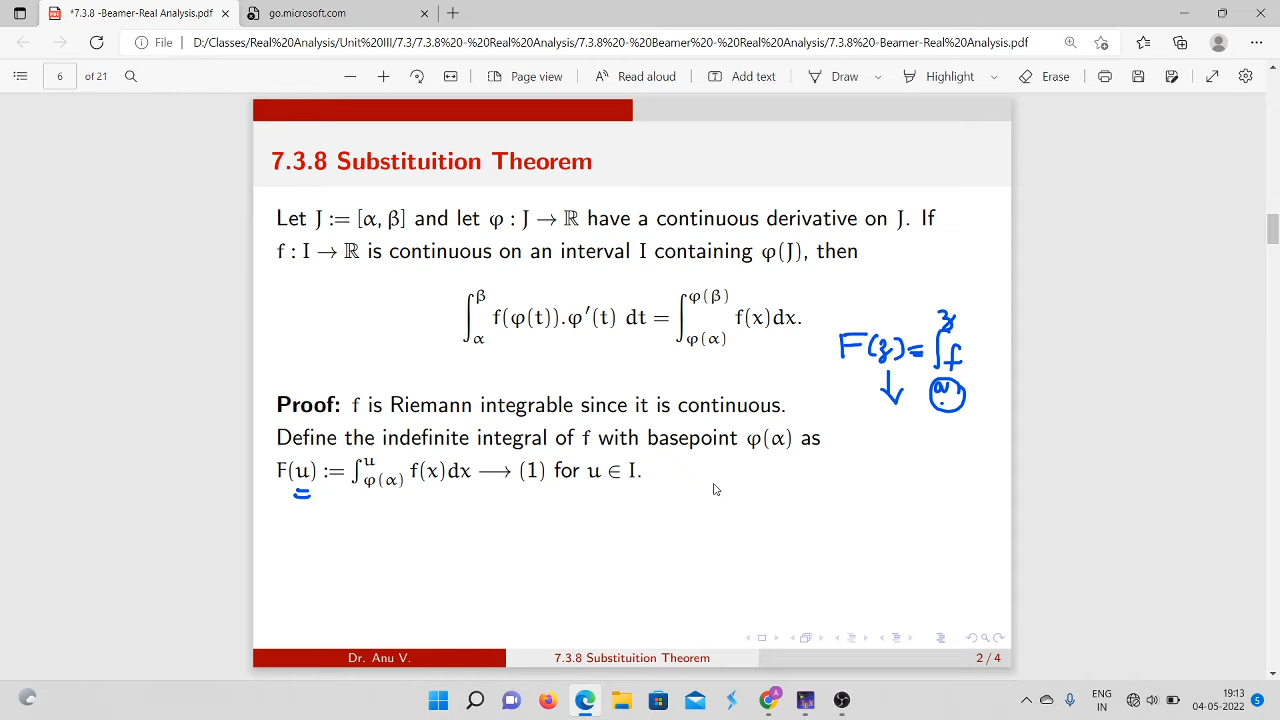 *7.3.8 -Beamer-Real Analysis.pdf
go.microsoft.com
File
D:/Classes/Real%20Analysis/Unit%20III/7.3/7.3.8%20-%20Real%20Analysis/7.3.8%20-%20Beamer%20-%20Real%20Analysis/7.3.8-%20Beamer-Real%20Analysis.pdf
6 of 21
Page view
Read aloud
Add text
Draw
Highlight
Erase
7.3.8 Substituition Theorem
Let J := [α, β] and let φ : J → ℝ have a continuous derivative on J. If
f : I → ℝ is continuous on an interval I containing φ(J), then
∫_α^β f(φ(t)).φ′(t) dt = ∫_{φ(α)}^{φ(β)} f(x)dx.
F(z) = ∫_a^z f
Proof: f is Riemann integrable since it is continuous.
Define the indefinite integral of f with basepoint φ(α) as
F(u) := ∫_{φ(α)}^u f(x)dx ⟶ (1) for u ∈ I.
Dr. Anu V.
7.3.8 Substituition Theorem
2 / 4
ENG
IN
19:13
04-05-2022
5